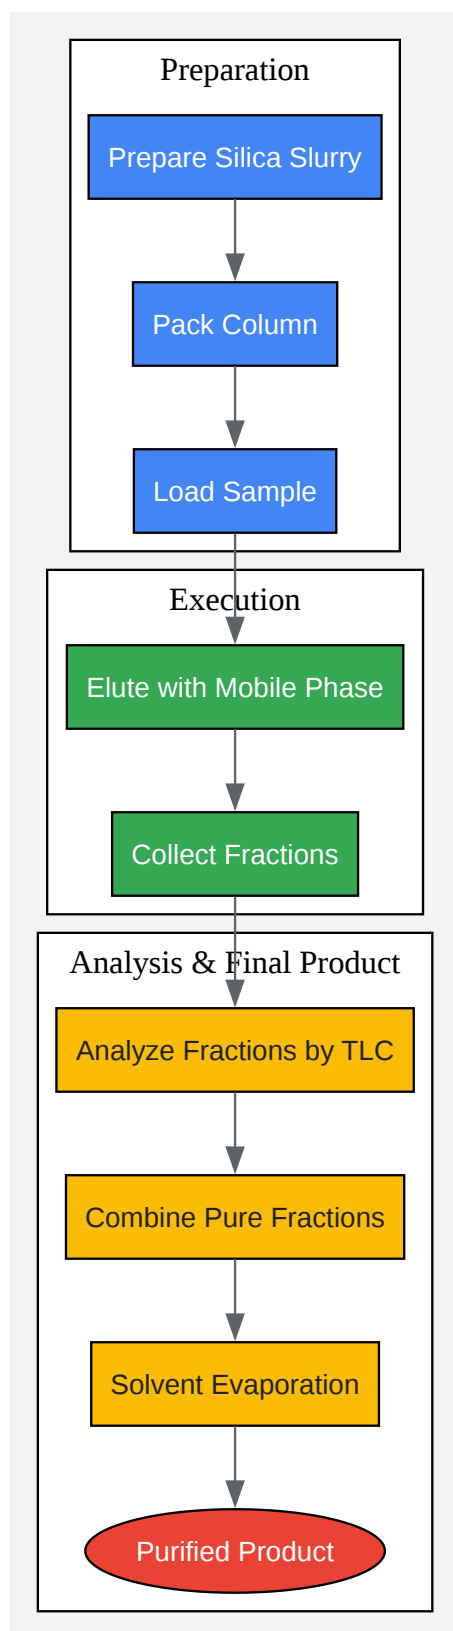 Preparation
Prepare Silica Slurry
Pack Column
Load Sample
Execution
Elute with Mobile Phase
Collect Fractions
Analysis & Final Product
Analyze Fractions by TLC
Combine Pure Fractions
Solvent Evaporation
Purified Product